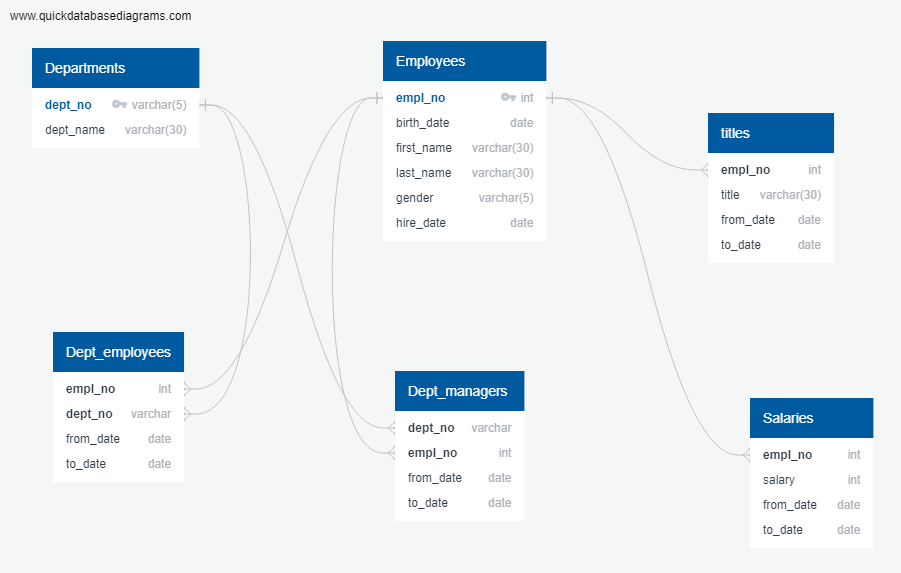 www.quickdatabasediagrams.com
Departments
dept_no varchar(5)
dept_name varchar(30)
Employees
empl_no int
birth_date date
first_name varchar(30)
last_name varchar(30)
gender varchar(5)
hire_date date
titles
empl_no int
title varchar(30)
from_date date
to_date date
Dept_employees
empl_no int
dept_no varchar
from_date date
to_date date
Dept_managers
dept_no varchar
empl_no int
from_date date
to_date date
Salaries
empl_no int
salary int
from_date date
to_date date